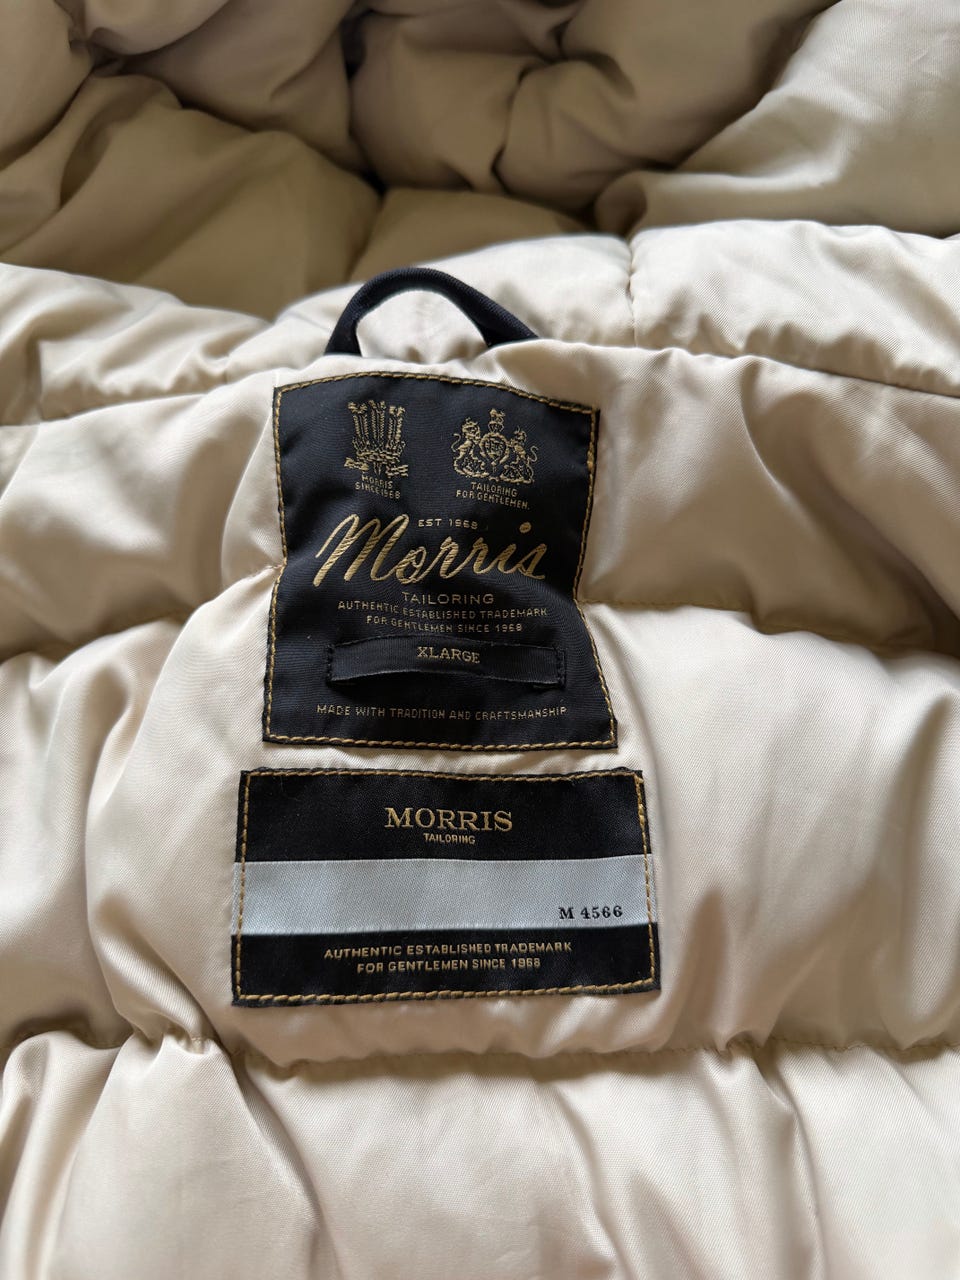 MORRIS
SINCE 1968
TAILORING
FOR GENTLEMEN.
EST 1968
Morris
TAILORING
AUTHENTIC ESTABLISHED TRADEMARK
FOR GENTLEMEN SINCE 1968
XLARGE
MADE WITH TRADITION AND CRAFTSMANSHIP
MORRIS
TAILORING
M 4566
AUTHENTIC ESTABLISHED TRADEMARK
FOR GENTLEMEN SINCE 1968